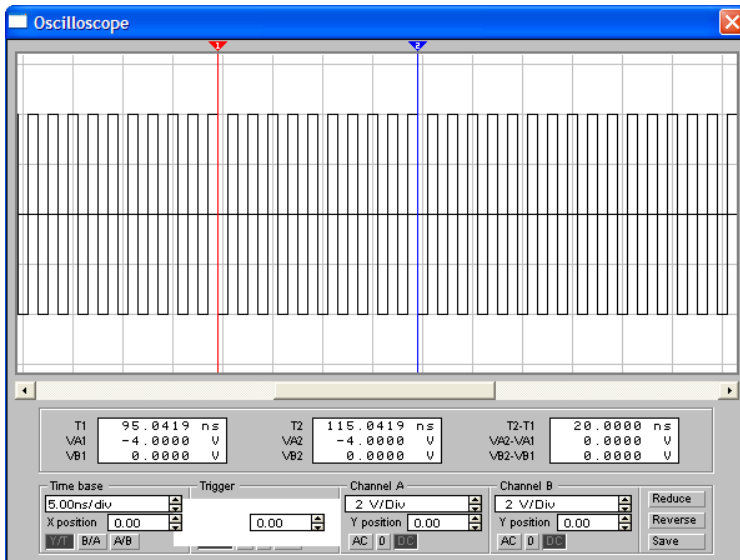 Oscilloscope
1 2
T1 95.0419 ns T2 115.0419 ns T2-T1 20.0000 ns
VA1 -4.0000 V VA2 -4.0000 V VA2-VA1 0.0000 V
VB1 0.0000 V VB2 0.0000 V VB2-VB1 0.0000 V
Time base Trigger Channel A Channel B
5.00ns/div 2 V/Div 2 V/Div Reduce
X position 0.00 0.00 Y position 0.00 Y position 0.00 Reverse
Y/T B/A A/B AC 0 DC AC 0 DC Save